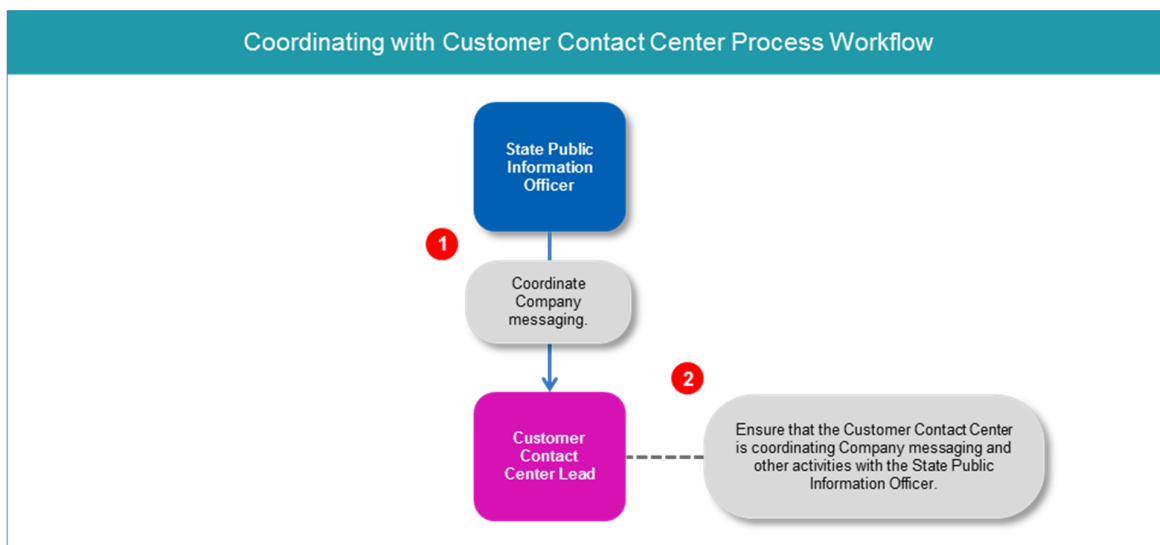 Coordinating with Customer Contact Center Process Workflow
State Public
Information
Officer
1
Coordinate
Company
messaging.
2
Customer
Contact
Center Lead
Ensure that the Customer Contact Center
is coordinating Company messaging and
other activities with the State Public
Information Officer.